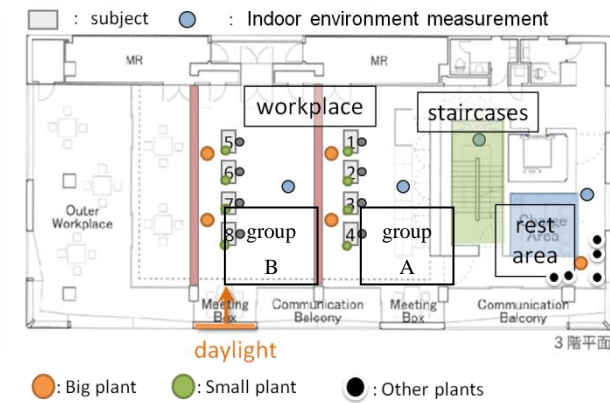 : subject : Indoor environment measurement
MR
MR
workplace
staircases
5
1
6
2
7
3
8
4
Outer
Workplace
group
B
group
A
rest
area
Area
Meeting
Box
Communication
Balcony
Meeting
Box
Communication
Balcony
daylight
3階平面
: Big plant : Small plant : Other plants